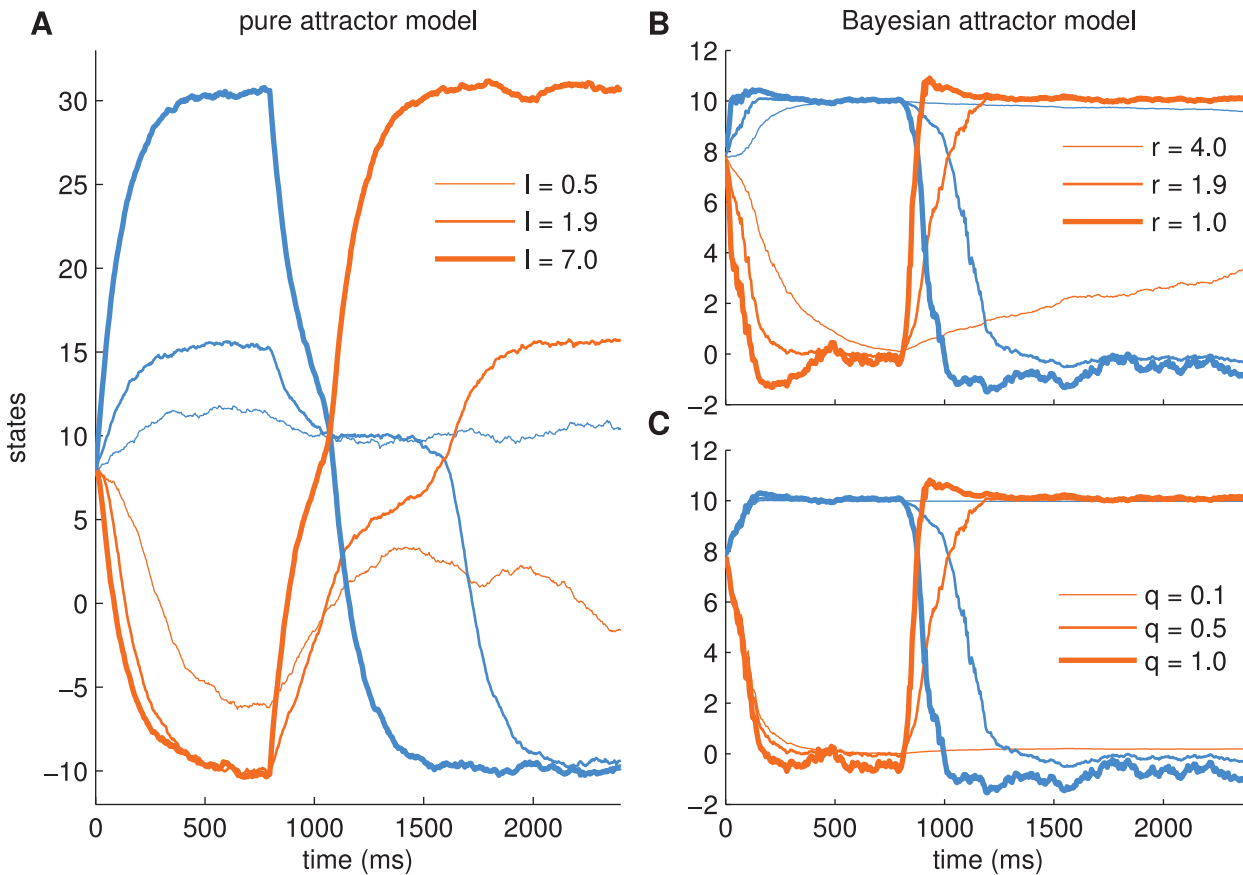 A
pure attractor model
30
25
20
15
10
5
0
−5
−10
states
I = 0.5
I = 1.9
I = 7.0
0
500
1000
1500
2000
time (ms)
Bayesian attractor model
B
12
10
8
6
4
2
0
−2
r = 4.0
r = 1.9
r = 1.0
C
12
10
8
6
4
2
0
−2
q = 0.1
q = 0.5
q = 1.0
0
500
1000
1500
2000
time (ms)